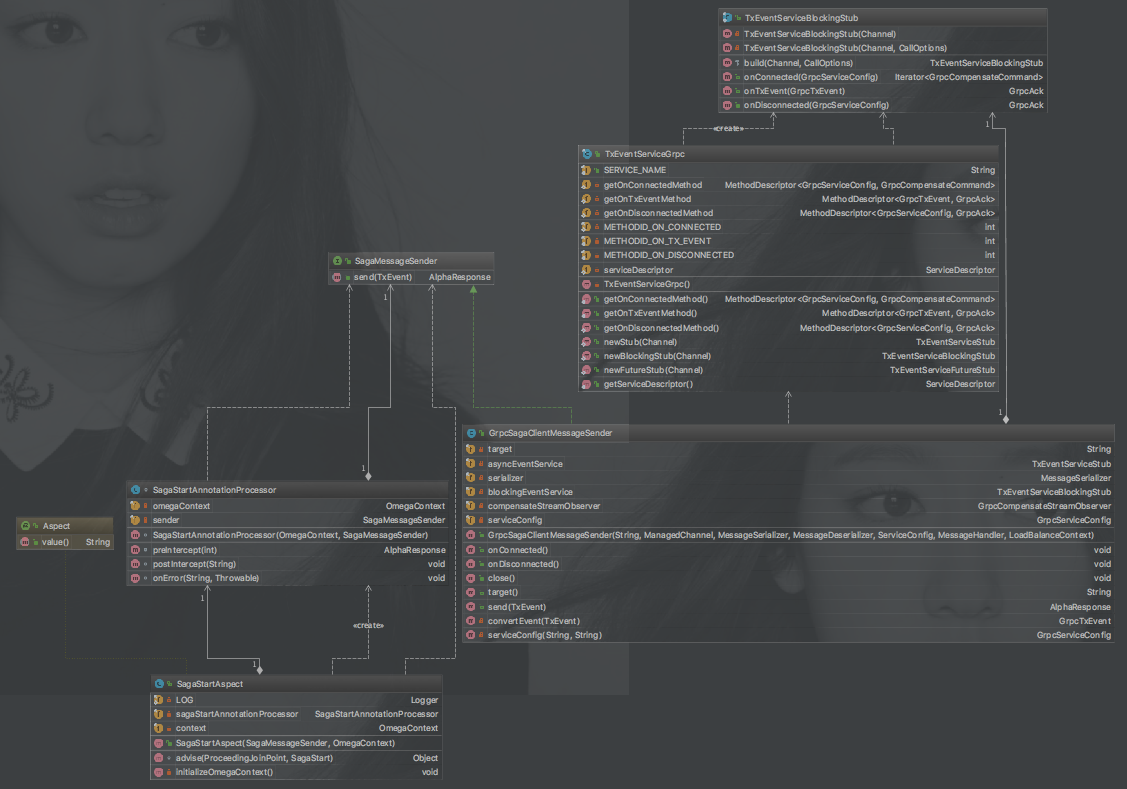 TxEventServiceBlockingStub
TxEventServiceBlockingStub(Channel)
TxEventServiceBlockingStub(Channel, CallOptions)
build(Channel, CallOptions) TxEventServiceBlockingStub
onConnected(GrpcServiceConfig) Iterator<GrpcCompensateCommand>
onTxEvent(GrpcTxEvent) GrpcAck
onDisconnected(GrpcServiceConfig) GrpcAck
«create»
1
TxEventServiceGrpc
SERVICE_NAME String
getOnConnectedMethod MethodDescriptor<GrpcServiceConfig, GrpcCompensateCommand>
getOnTxEventMethod MethodDescriptor<GrpcTxEvent, GrpcAck>
getOnDisconnectedMethod MethodDescriptor<GrpcServiceConfig, GrpcAck>
METHODID_ON_CONNECTED int
METHODID_ON_TX_EVENT int
METHODID_ON_DISCONNECTED int
serviceDescriptor ServiceDescriptor
TxEventServiceGrpc()
getOnConnectedMethod() MethodDescriptor<GrpcServiceConfig, GrpcCompensateCommand>
getOnTxEventMethod() MethodDescriptor<GrpcTxEvent, GrpcAck>
getOnDisconnectedMethod() MethodDescriptor<GrpcServiceConfig, GrpcAck>
newStub(Channel) TxEventServiceStub
newBlockingStub(Channel) TxEventServiceBlockingStub
newFutureStub(Channel) TxEventServiceFutureStub
getServiceDescriptor() ServiceDescriptor
SagaMessageSender
send(TxEvent) AlphaResponse
1
1
1
GrpcSagaClientMessageSender
target String
asyncEventService TxEventServiceStub
serializer MessageSerializer
blockingEventService TxEventServiceBlockingStub
compensateStreamObserver GrpcCompensateStreamObserver
serviceConfig GrpcServiceConfig
GrpcSagaClientMessageSender(String, ManagedChannel, MessageSerializer, MessageDeserializer, ServiceConfig, MessageHandler, LoadBalanceContext)
onConnected() void
onDisconnected() void
close() void
target() String
send(TxEvent) AlphaResponse
convertEvent(TxEvent) GrpcTxEvent
serviceConfig(String, String) GrpcServiceConfig
SagaStartAnnotationProcessor
omegaContext OmegaContext
sender SagaMessageSender
SagaStartAnnotationProcessor(OmegaContext, SagaMessageSender)
preIntercept(int) AlphaResponse
postIntercept(String) void
onError(String, Throwable) void
Aspect
value() String
1
«create»
1
SagaStartAspect
LOG Logger
sagaStartAnnotationProcessor SagaStartAnnotationProcessor
context OmegaContext
SagaStartAspect(SagaMessageSender, OmegaContext)
advise(ProceedingJoinPoint, SagaStart) Object
initializeOmegaContext() void